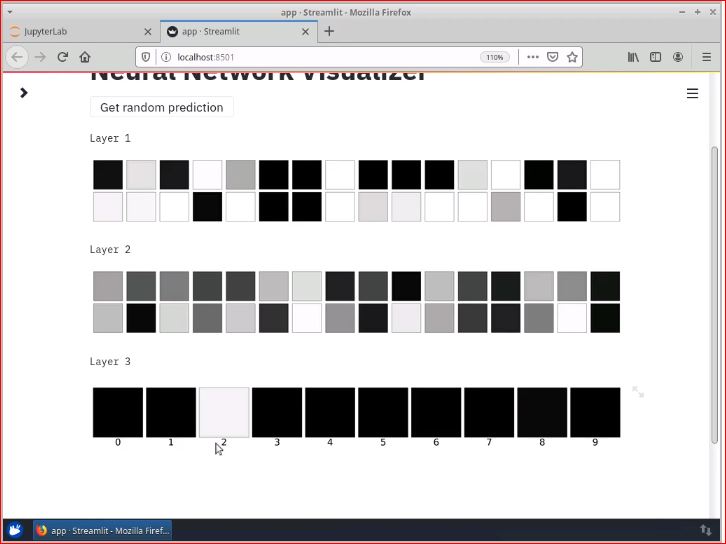 app · Streamlit - Mozilla Firefox
JupyterLab
app · Streamlit
localhost:8501
110%
Neural Network Visualizer
Get random prediction
Layer 1
Layer 2
Layer 3
0 1 2 3 4 5 6 7 8 9
app · Streamlit - Mozilla Firef...